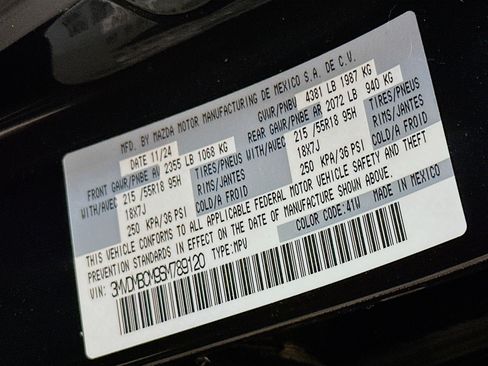 MFD. BY MAZDA MOTOR MANUFACTURING DE MEXICO S.A. DE C.V.
DATE 11/24 GVWR/PNBV 4381 LB 1987 KG
FRONT GAWR/PNBE AV 2355 LB 1068 KG REAR GAWR/PNBE AR 2072 LB 940 KG
WITH/AVEC 215 /55R18 95H TIRES/PNEUS WITH/AVEC 215 /55R18 95H TIRES/PNEUS
18X7J RIMS/JANTES 18X7J RIMS/JANTES
250 KPA/36 PSI COLD/A FROID 250 KPA/36 PSI COLD/A FROID
THIS VEHICLE CONFORMS TO ALL APPLICABLE FEDERAL MOTOR VEHICLE SAFETY AND THEFT
PREVENTION STANDARDS IN EFFECT ON THE DATE OF MANUFACTURE SHOWN ABOVE.
VIN: 3MVDMBCM9SM789120 TYPE: MPV COLOR CODE:41W MADE IN MEXICO